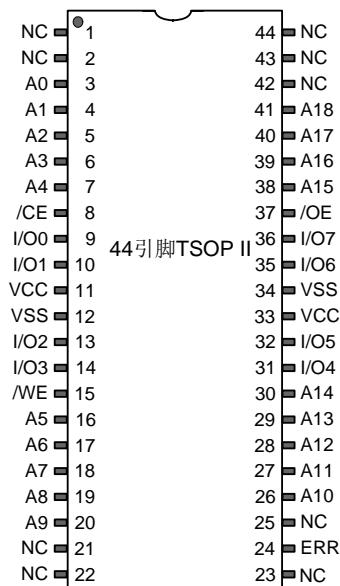 NC 1 44 NC
NC 2 43 NC
A0 3 42 NC
A1 4 41 A18
A2 5 40 A17
A3 6 39 A16
A4 7 38 A15
/CE 8 37 /OE
I/O0 9 44引脚TSOP II 36 I/O7
I/O1 10 35 I/O6
VCC 11 34 VSS
VSS 12 33 VCC
I/O2 13 32 I/O5
I/O3 14 31 I/O4
/WE 15 30 A14
A5 16 29 A13
A6 17 28 A12
A7 18 27 A11
A8 19 26 A10
A9 20 25 NC
NC 21 24 ERR
NC 22 23 NC